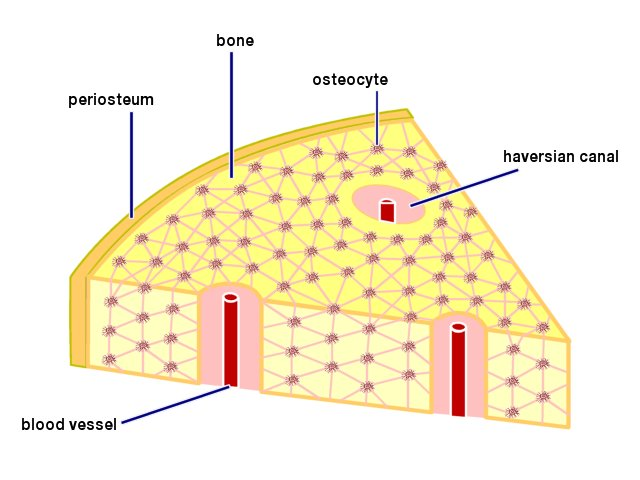 bone
osteocyte
periosteum
haversian canal
blood vessel